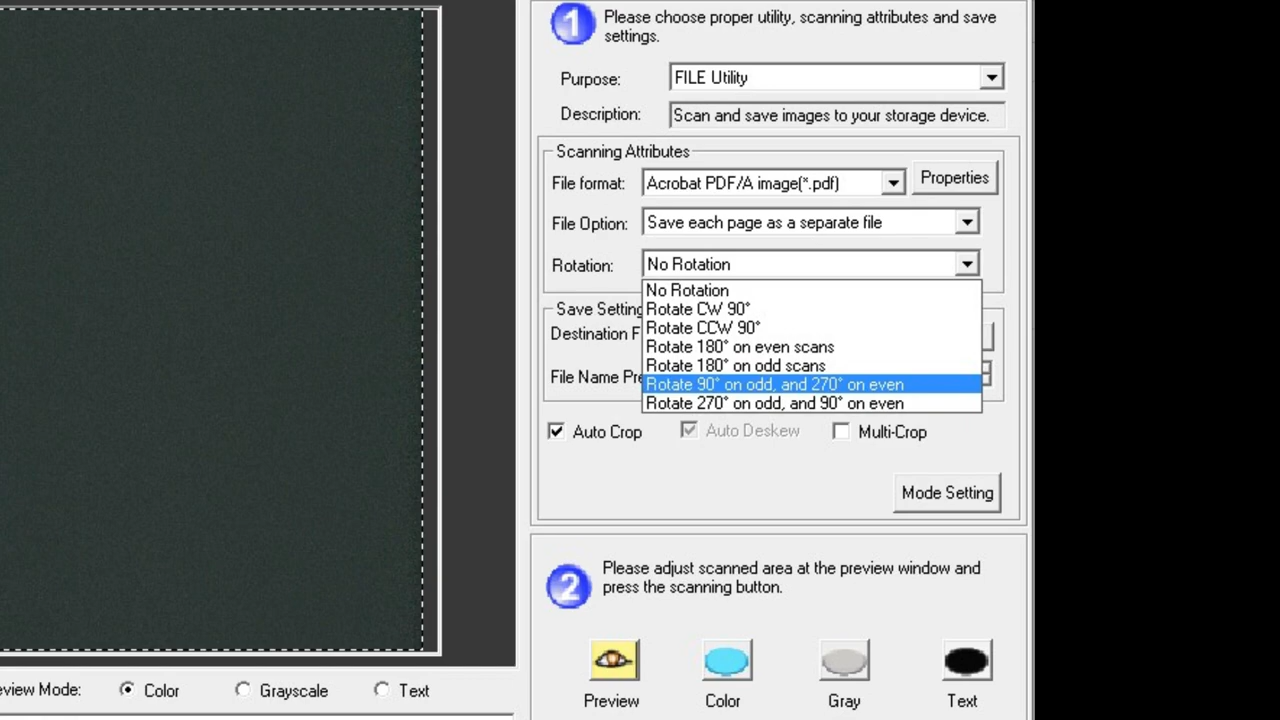 1
Please choose proper utility, scanning attributes and save
settings.
Purpose: FILE Utility
Description: Scan and save images to your storage device.
Scanning Attributes
File format: Acrobat PDF/A image(*.pdf) Properties
File Option: Save each page as a separate file
Rotation: No Rotation
No Rotation
Rotate CW 90°
Rotate CCW 90°
Rotate 180° on even scans
Rotate 180° on odd scans
Rotate 90° on odd, and 270° on even
Rotate 270° on odd, and 90° on even
Save Setting
Destination F
File Name Pre
Auto Crop Auto Deskew Multi-Crop
Mode Setting
2
Please adjust scanned area at the preview window and
press the scanning button.
Preview Color Gray Text
eview Mode: Color Grayscale Text